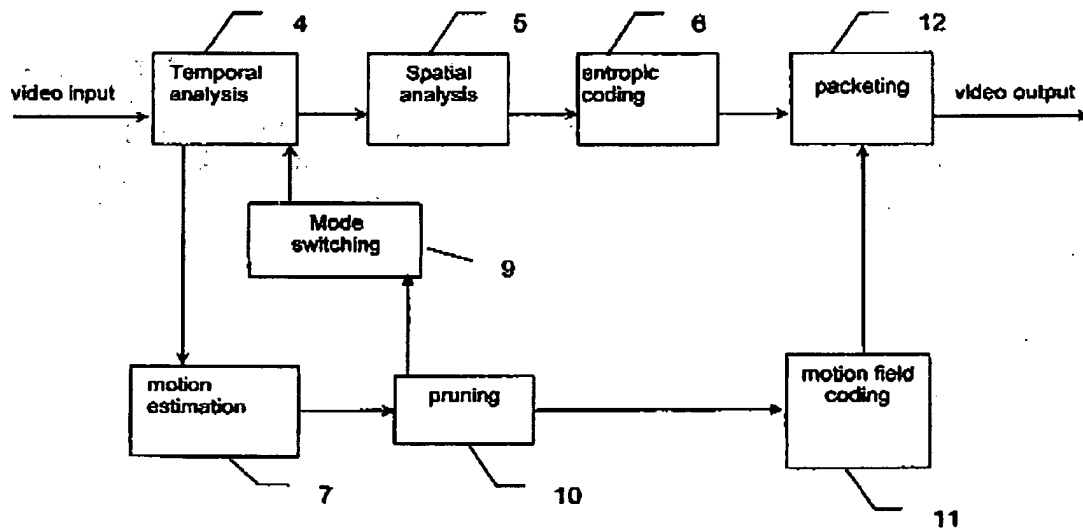 4
5
6
12
video input
Temporal
analysis
Spatial
analysis
entropic
coding
packeting
video output
Mode
switching
9
motion
estimation
pruning
motion field
coding
7
10
11